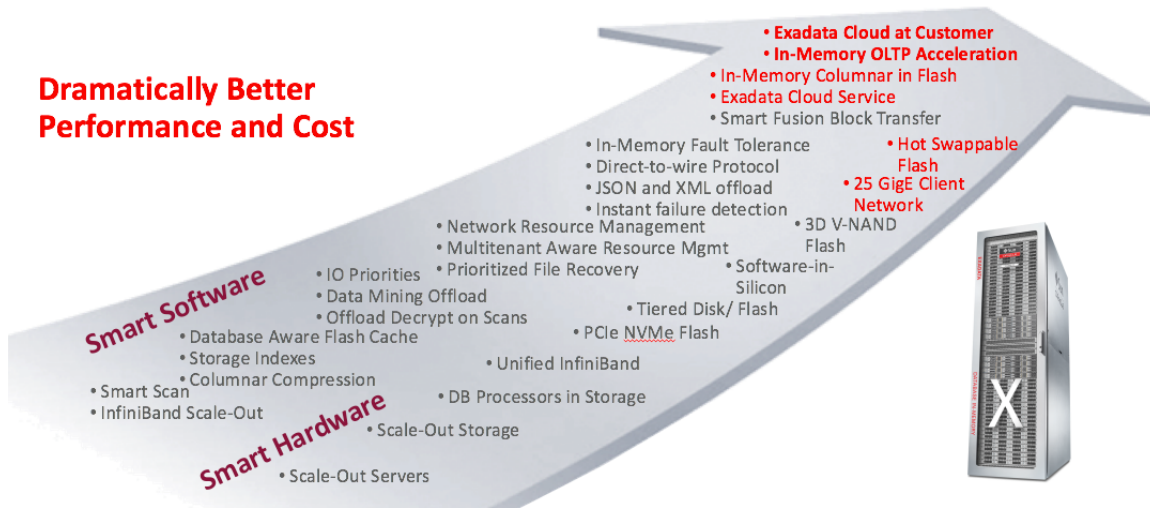 Dramatically Better
Performance and Cost
• Exadata Cloud at Customer
• In-Memory OLTP Acceleration
• In-Memory Columnar in Flash
• Exadata Cloud Service
• Smart Fusion Block Transfer
• In-Memory Fault Tolerance
• Direct-to-wire Protocol
• JSON and XML offload
• Instant failure detection
• Network Resource Management
• Multitenant Aware Resource Mgmt
• Prioritized File Recovery
• IO Priorities
• Data Mining Offload
• Offload Decrypt on Scans
• Database Aware Flash Cache
• Storage Indexes
• Columnar Compression
• Smart Scan
• InfiniBand Scale-Out
Smart Software
• Hot Swappable
Flash
• 25 GigE Client
Network
• 3D V-NAND
Flash
• Software-in-
Silicon
• Tiered Disk/ Flash
• PCIe NVMe Flash
• Unified InfiniBand
• DB Processors in Storage
• Scale-Out Storage
• Scale-Out Servers
Smart Hardware
EXADATA
DATABASE IN-MEMORY
X